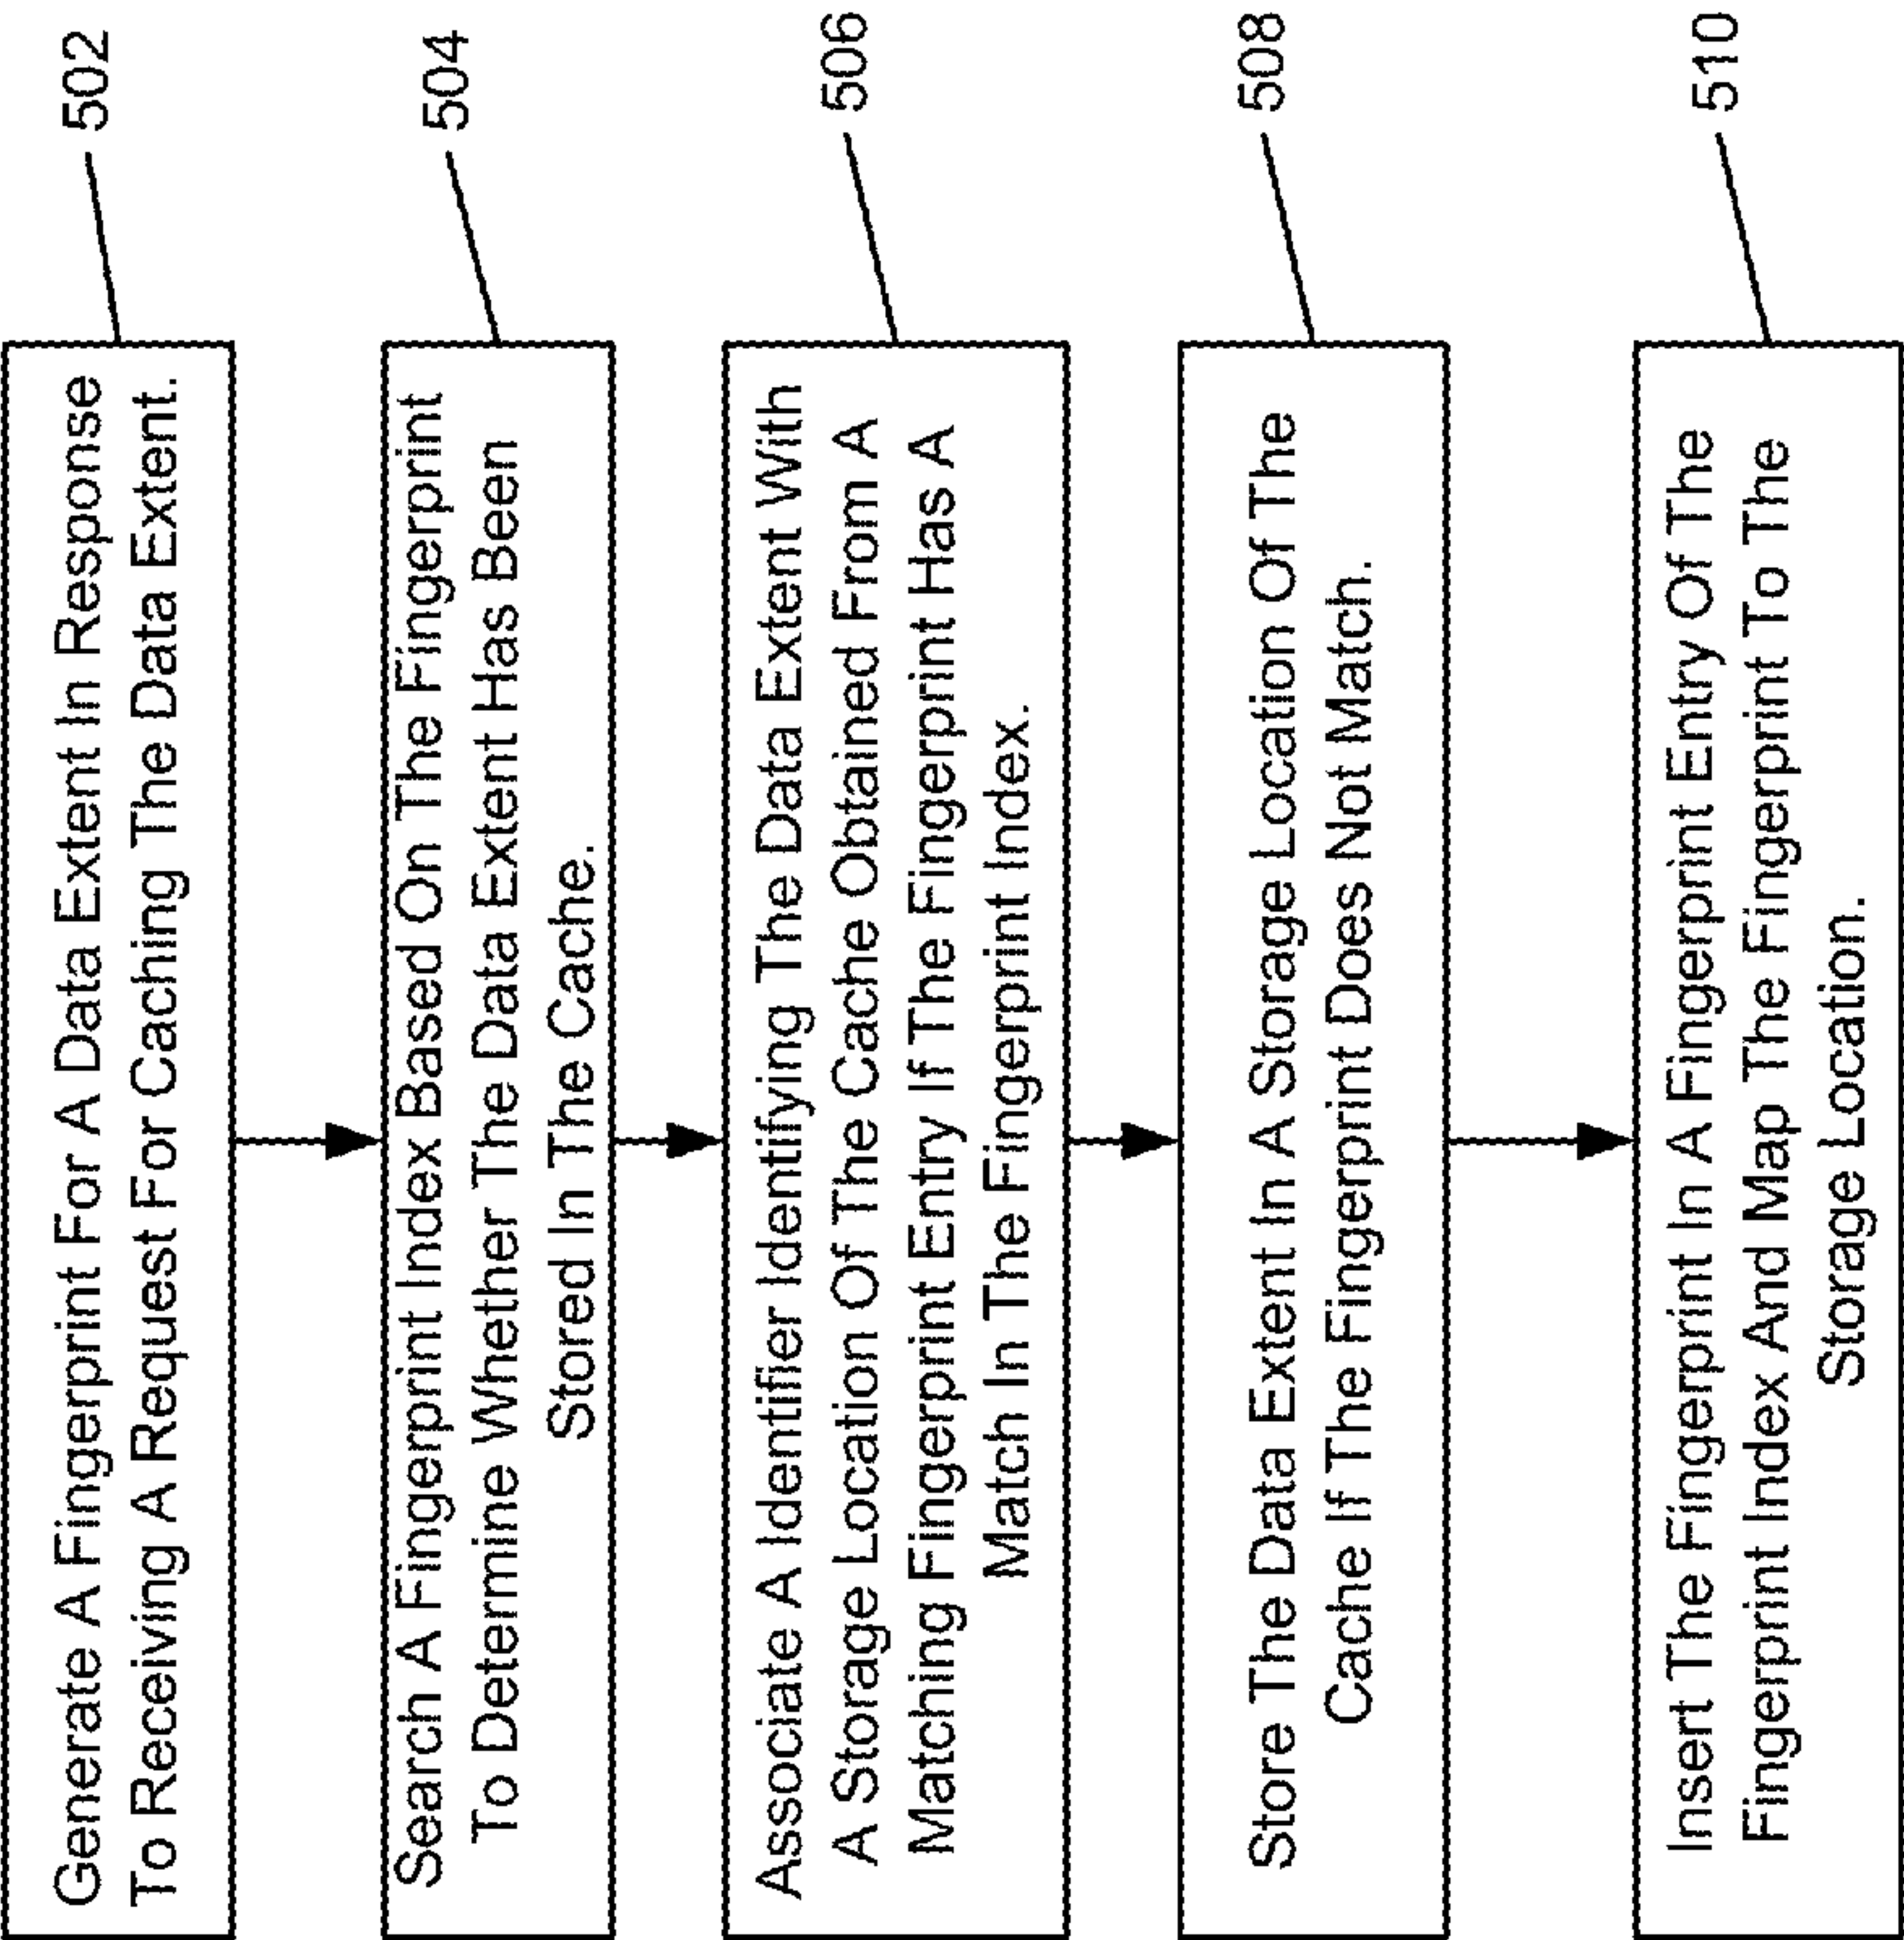 Generate A Fingerprint For A Data Extent In Response
To Receiving A Request For Caching The Data Extent.
502
Search A Fingerprint Index Based On The Fingerprint
To Determine Whether The Data Extent Has Been
Stored In The Cache.
504
Associate A Identifier Identifying The Data Extent With
A Storage Location Of The Cache Obtained From A
Matching Fingerprint Entry If The Fingerprint Has A
Match In The Fingerprint Index.
506
Store The Data Extent In A Storage Location Of The
Cache If The Fingerprint Does Not Match.
508
Insert The Fingerprint In A Fingerprint Entry Of The
Fingerprint Index And Map The Fingerprint To The
Storage Location.
510